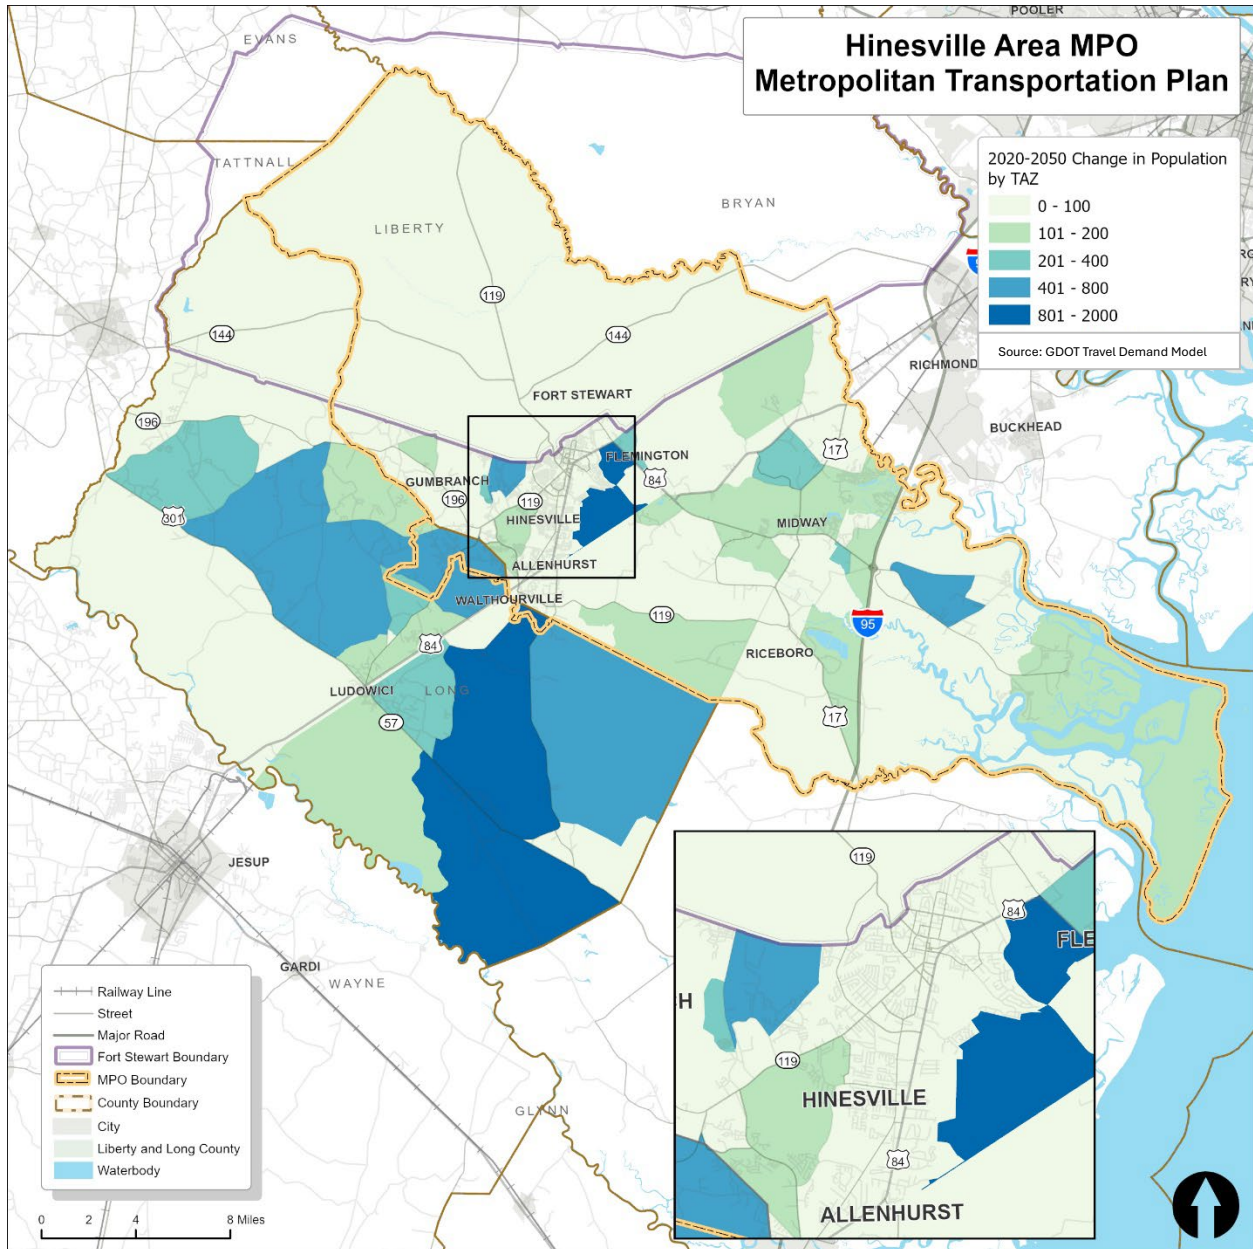 POOLER
EVANS
Hinesville Area MPO
Metropolitan Transportation Plan
TATTNALL
2020-2050 Change in Population
by TAZ
0 - 100
101 - 200
201 - 400
401 - 800
801 - 2000
Source: GDOT Travel Demand Model
BRYAN
LIBERTY
119
144
144
RICHMOND
FORT STEWART
196
BUCKHEAD
17
FLEMINGTON
84
GUMBRANCH
196
119
301
HINESVILLE
MIDWAY
ALLENHURST
WALTHOURVILLE
119
95
84
RICEBORO
LUDOWICI
LONG
57
17
JESUP
GARDI
WAYNE
GLYNN
119
84
FLE
H
119
HINESVILLE
84
ALLENHURST
Railway Line
Street
Major Road
Fort Stewart Boundary
MPO Boundary
County Boundary
City
Liberty and Long County
Waterbody
0 2 4 8 Miles